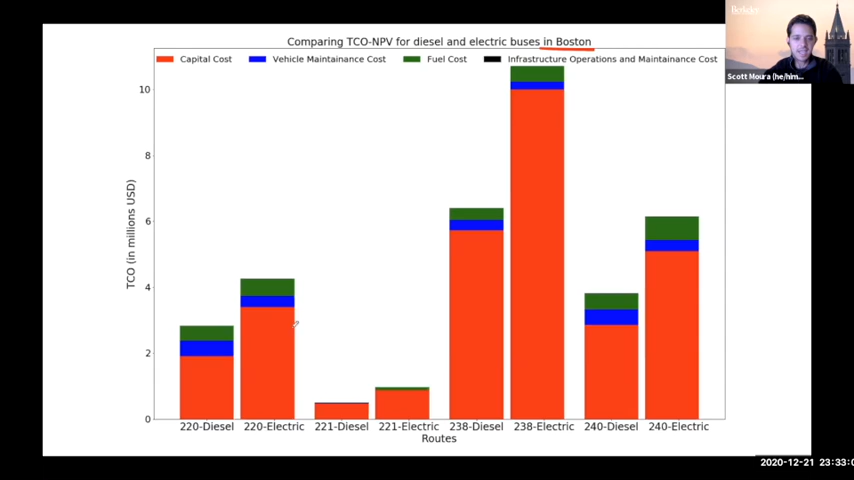 Comparing TCO-NPV for diesel and electric buses in Boston
Capital Cost
Vehicle Maintainance Cost
Fuel Cost
Infrastructure Operations and Maintainance Cost
10
8
6
4
2
0
TCO (in millions USD)
220-Diesel
220-Electric
221-Diesel
221-Electric
238-Diesel
238-Electric
240-Diesel
240-Electric
Routes
Berkeley
Scott Moura (he/him...
2020-12-21 23:33:0